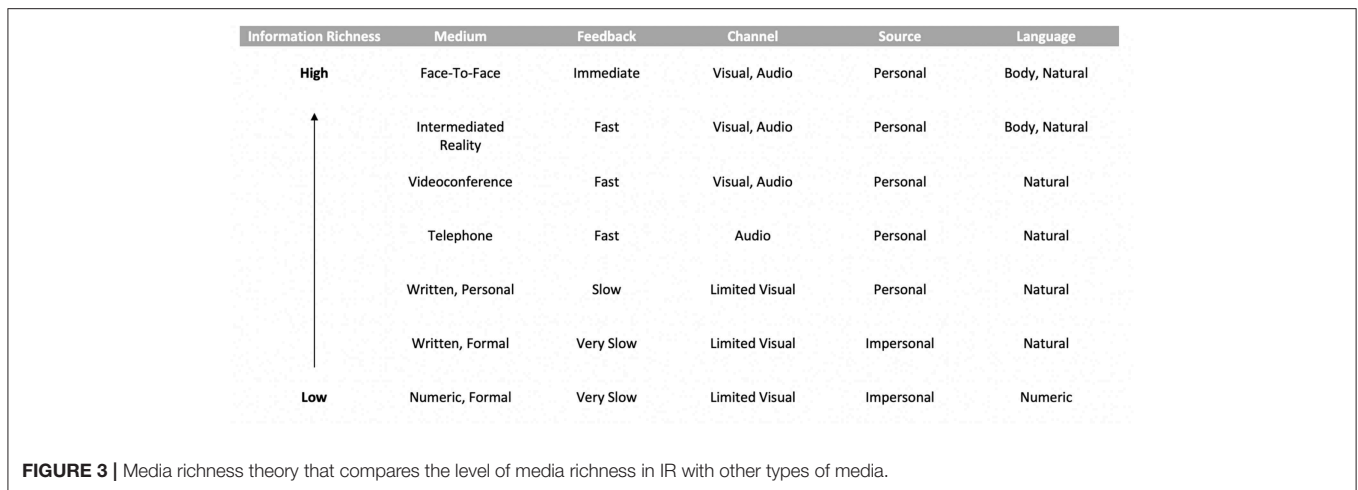 Information Richness Medium Feedback Channel Source Language
High Face-To-Face Immediate Visual, Audio Personal Body, Natural
Intermediated Reality Fast Visual, Audio Personal Body, Natural
Videoconference Fast Visual, Audio Personal Natural
Telephone Fast Audio Personal Natural
Written, Personal Slow Limited Visual Personal Natural
Written, Formal Very Slow Limited Visual Impersonal Natural
Low Numeric, Formal Very Slow Limited Visual Impersonal Numeric
FIGURE 3 | Media richness theory that compares the level of media richness in IR with other types of media.